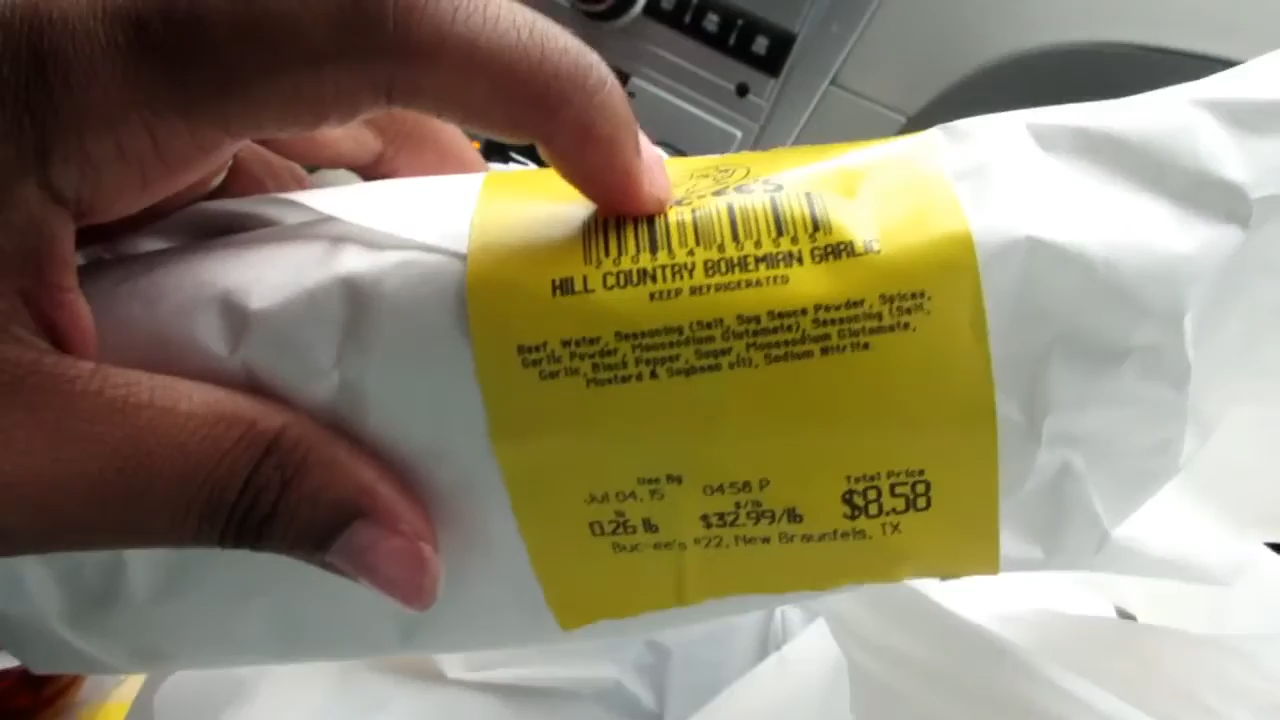 HILL COUNTRY BOHEMIAN GARLIC
KEEP REFRIGERATED
Beef, Water, Seasoning (Salt, Soy Sauce Powder, Spices,
Garlic Powder, Monosodium Glutamate), Seasoning (Salt,
Garlic, Black Pepper, Sugar, Monosodium Glutamate,
Mustard & Soybean oil), Sodium Nitrite
Use By Total Price
Jul 04, 15 04:58 P $8.58
lb $/lb
0.26 lb $32.99/lb
Buc-ee's #22, New Braunfels, TX